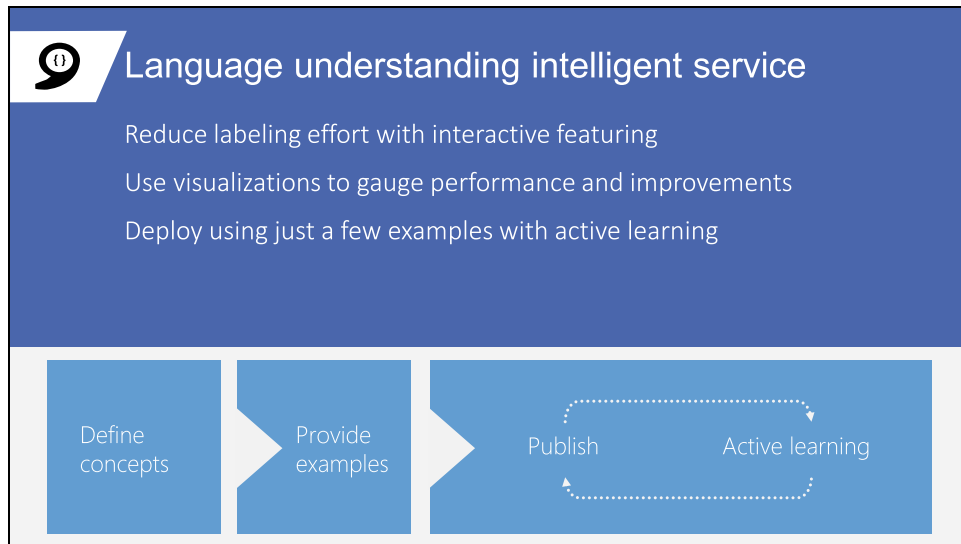 { }
Language understanding intelligent service
Reduce labeling effort with interactive featuring
Use visualizations to gauge performance and improvements
Deploy using just a few examples with active learning
Define
concepts
Provide
examples
Publish
Active learning